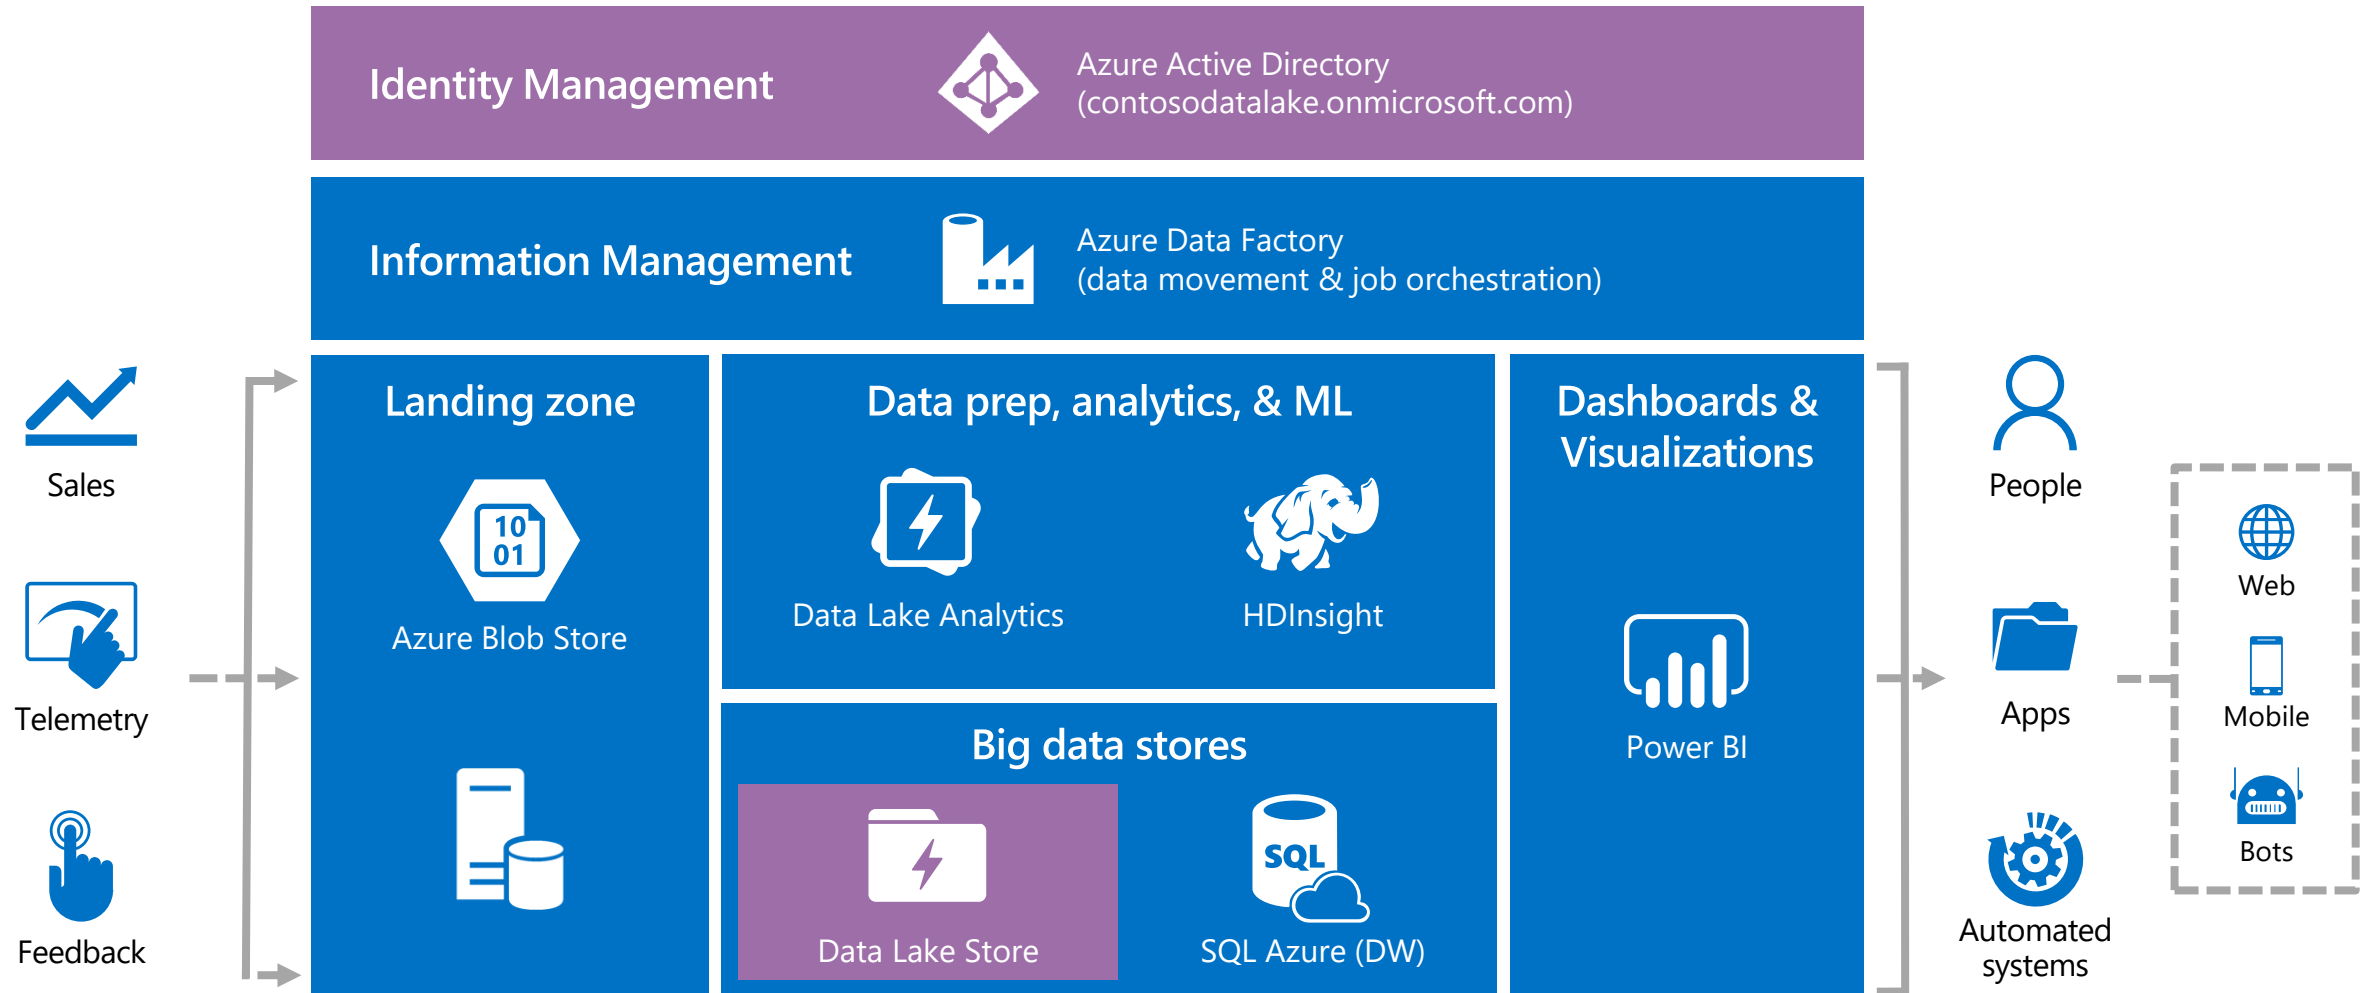 Identity Management
Azure Active Directory
(contosodatalake.onmicrosoft.com)
Information Management
Azure Data Factory
(data movement & job orchestration)
Sales
Telemetry
Feedback
Landing zone
10
01
Azure Blob Store
Data prep, analytics, & ML
Data Lake Analytics
HDInsight
Big data stores
Data Lake Store
SQL
SQL Azure (DW)
Dashboards &
Visualizations
Power BI
People
Apps
Automated
systems
Web
Mobile
Bots